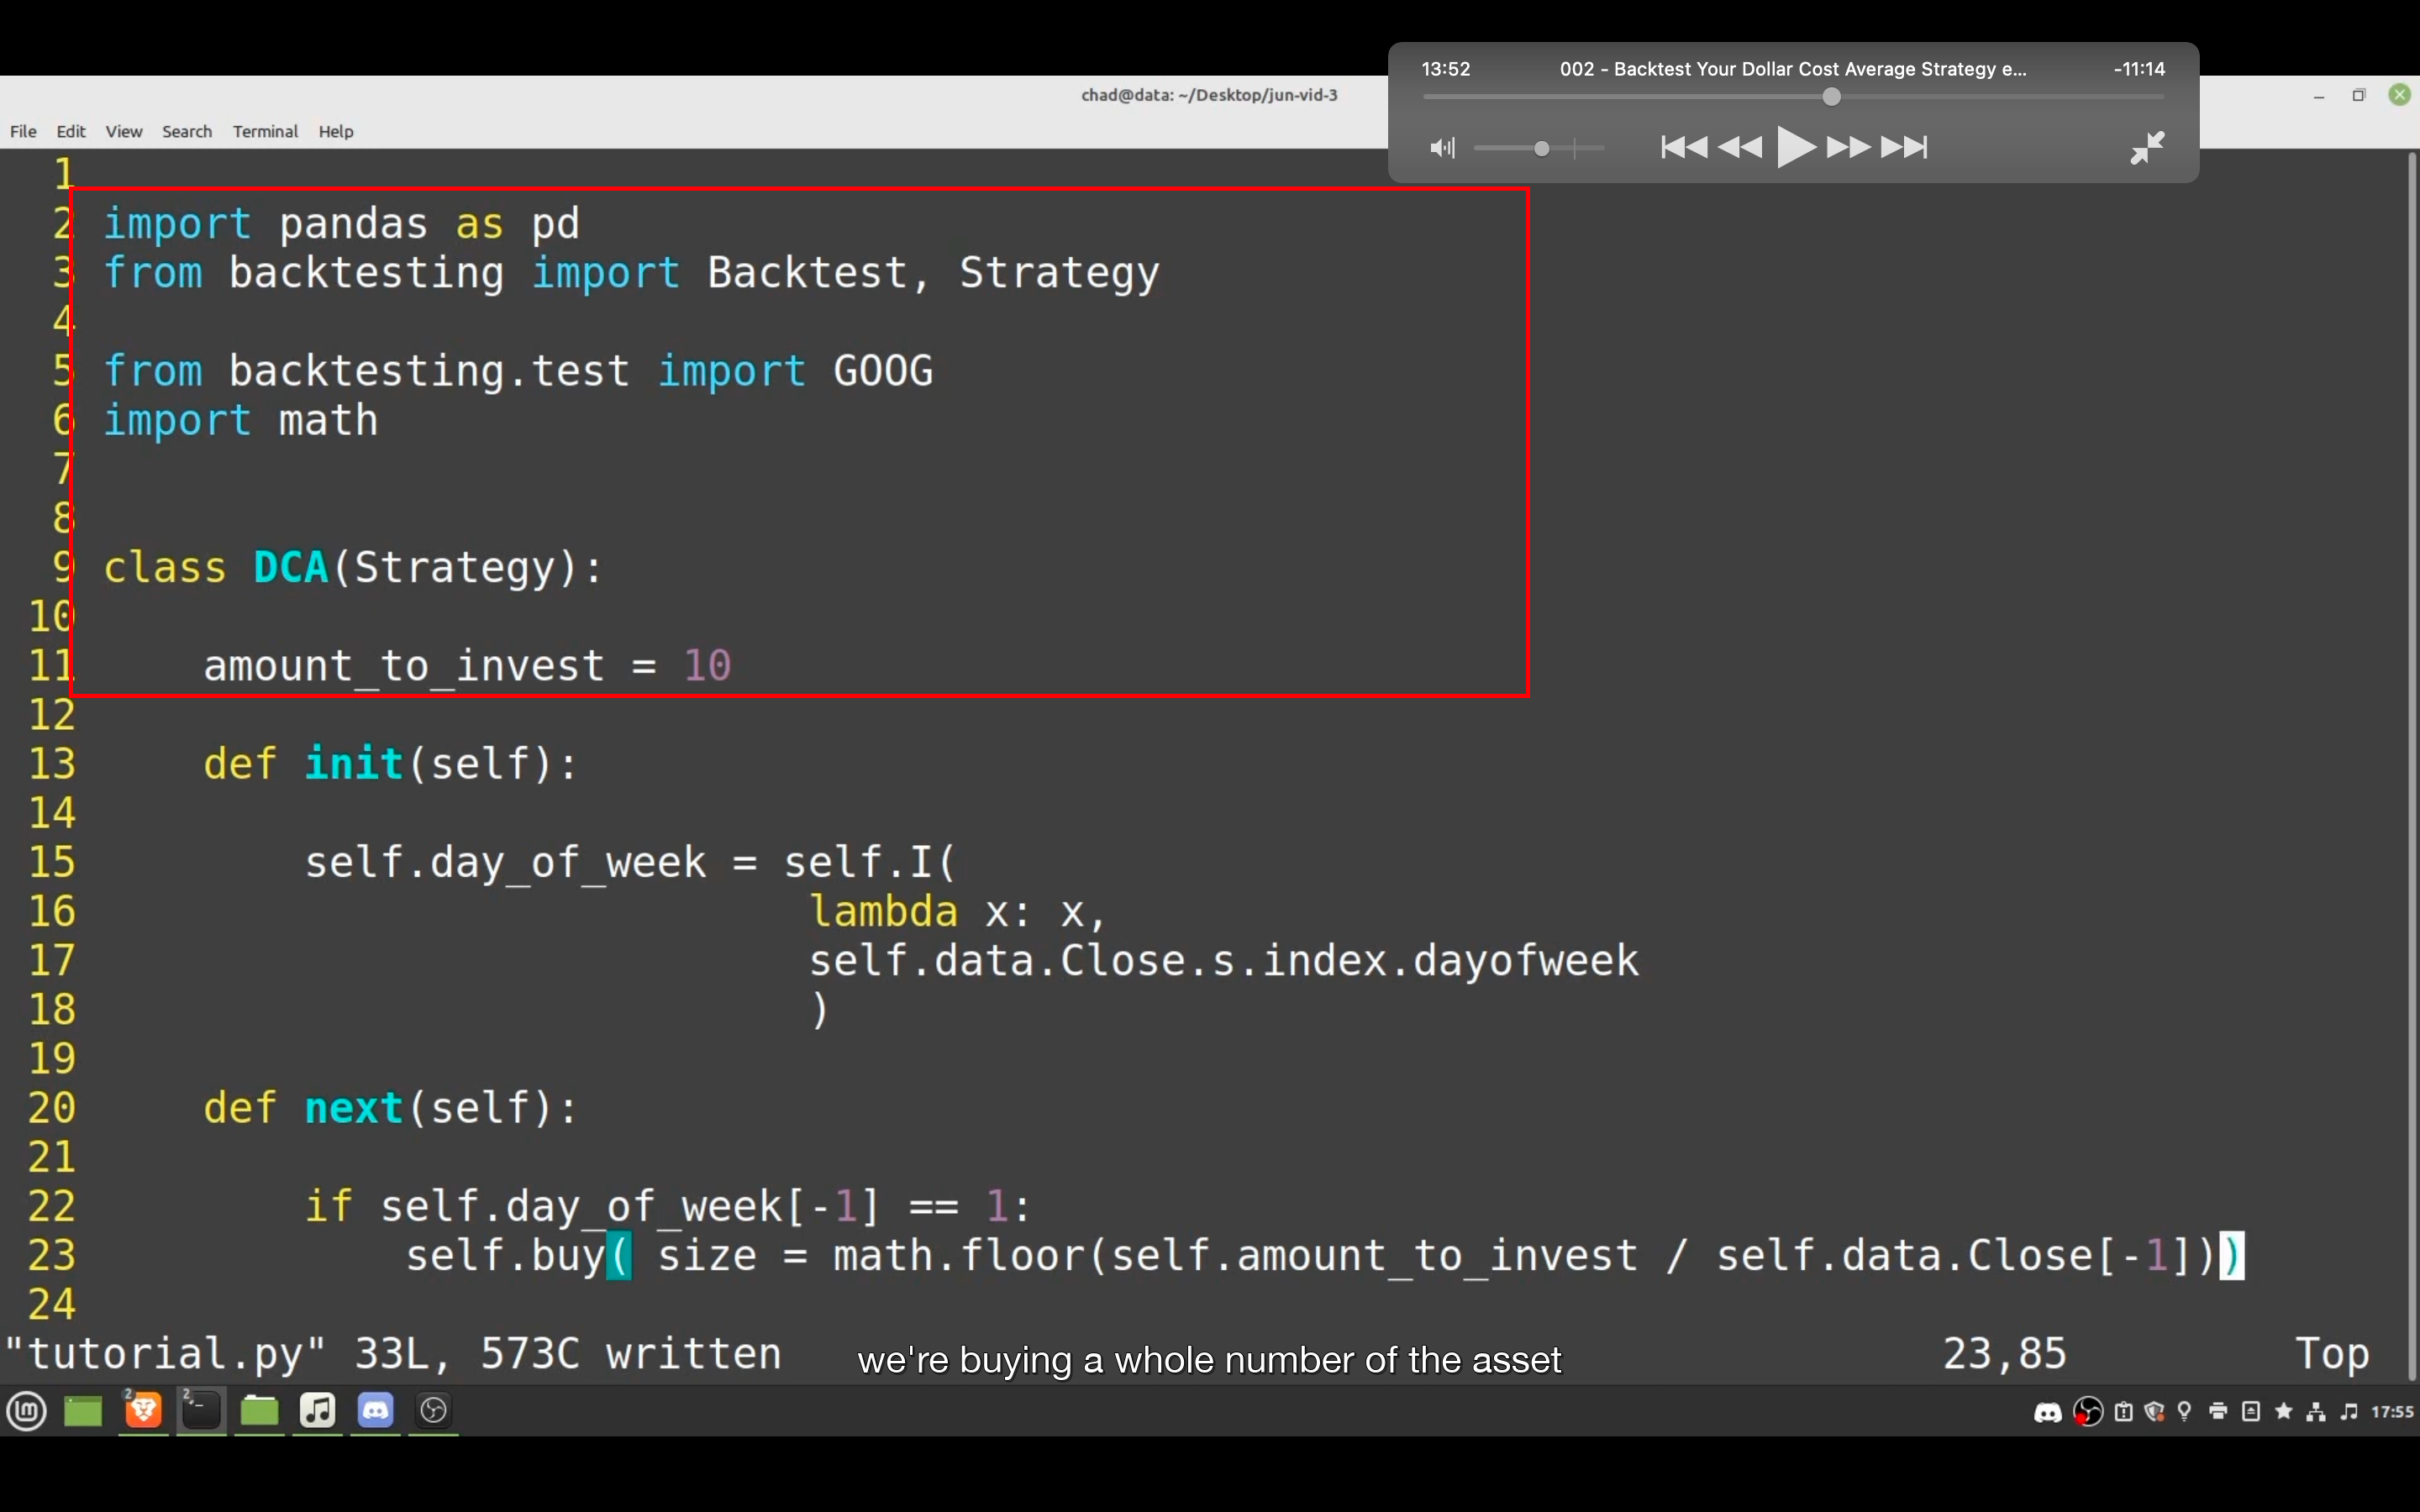 13:52 002 - Backtest Your Dollar Cost Average Strategy e... -11:14
chad@data: ~/Desktop/jun-vid-3
File Edit View Search Terminal Help
1
2 import pandas as pd
3 from backtesting import Backtest, Strategy
4
5 from backtesting.test import GOOG
6 import math
7
8
9 class DCA(Strategy):
10
11 amount_to_invest = 10
12
13 def init(self):
14
15 self.day_of_week = self.I(
16 lambda x: x,
17 self.data.Close.s.index.dayofweek
18 )
19
20 def next(self):
21
22 if self.day_of_week[-1] == 1:
23 self.buy( size = math.floor(self.amount_to_invest / self.data.Close[-1]))
24
"tutorial.py" 33L, 573C written 23,85 Top
we're buying a whole number of the asset
2 2 17:55